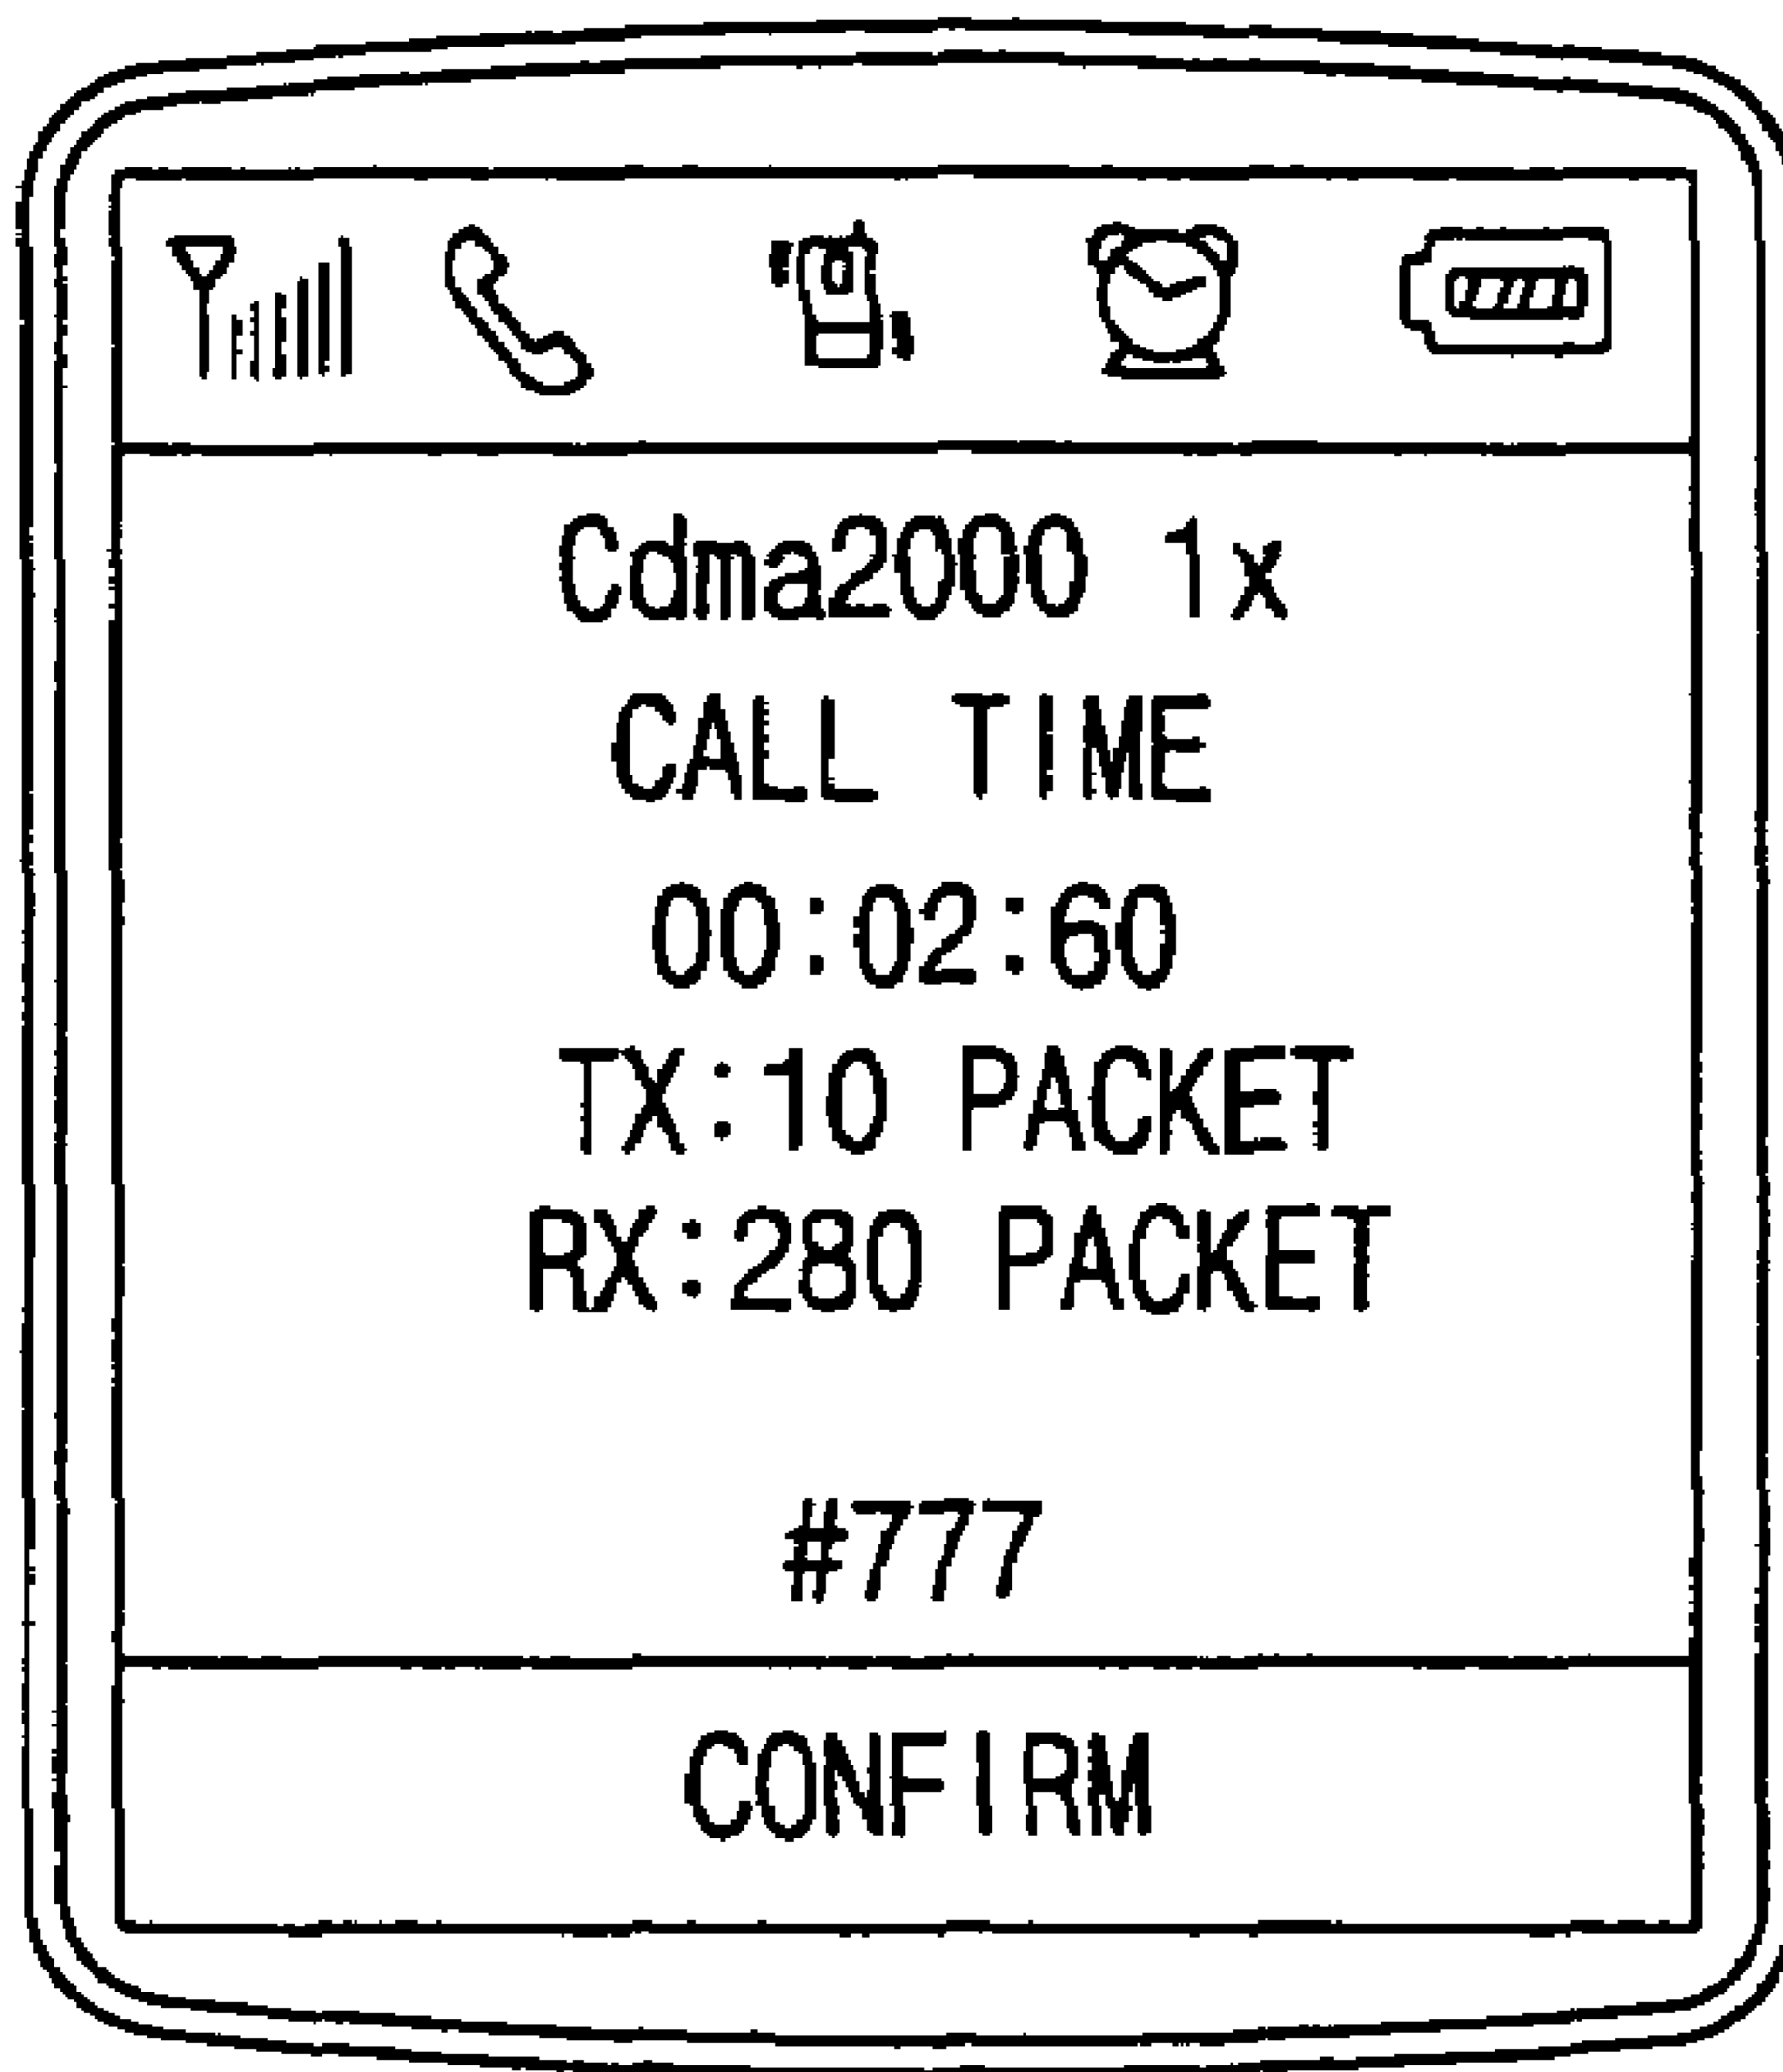 Cdma2000 1x
CALL TIME
00:02:60
TX:10 PACKET
RX:280 PACKET
#777
CONFIRM